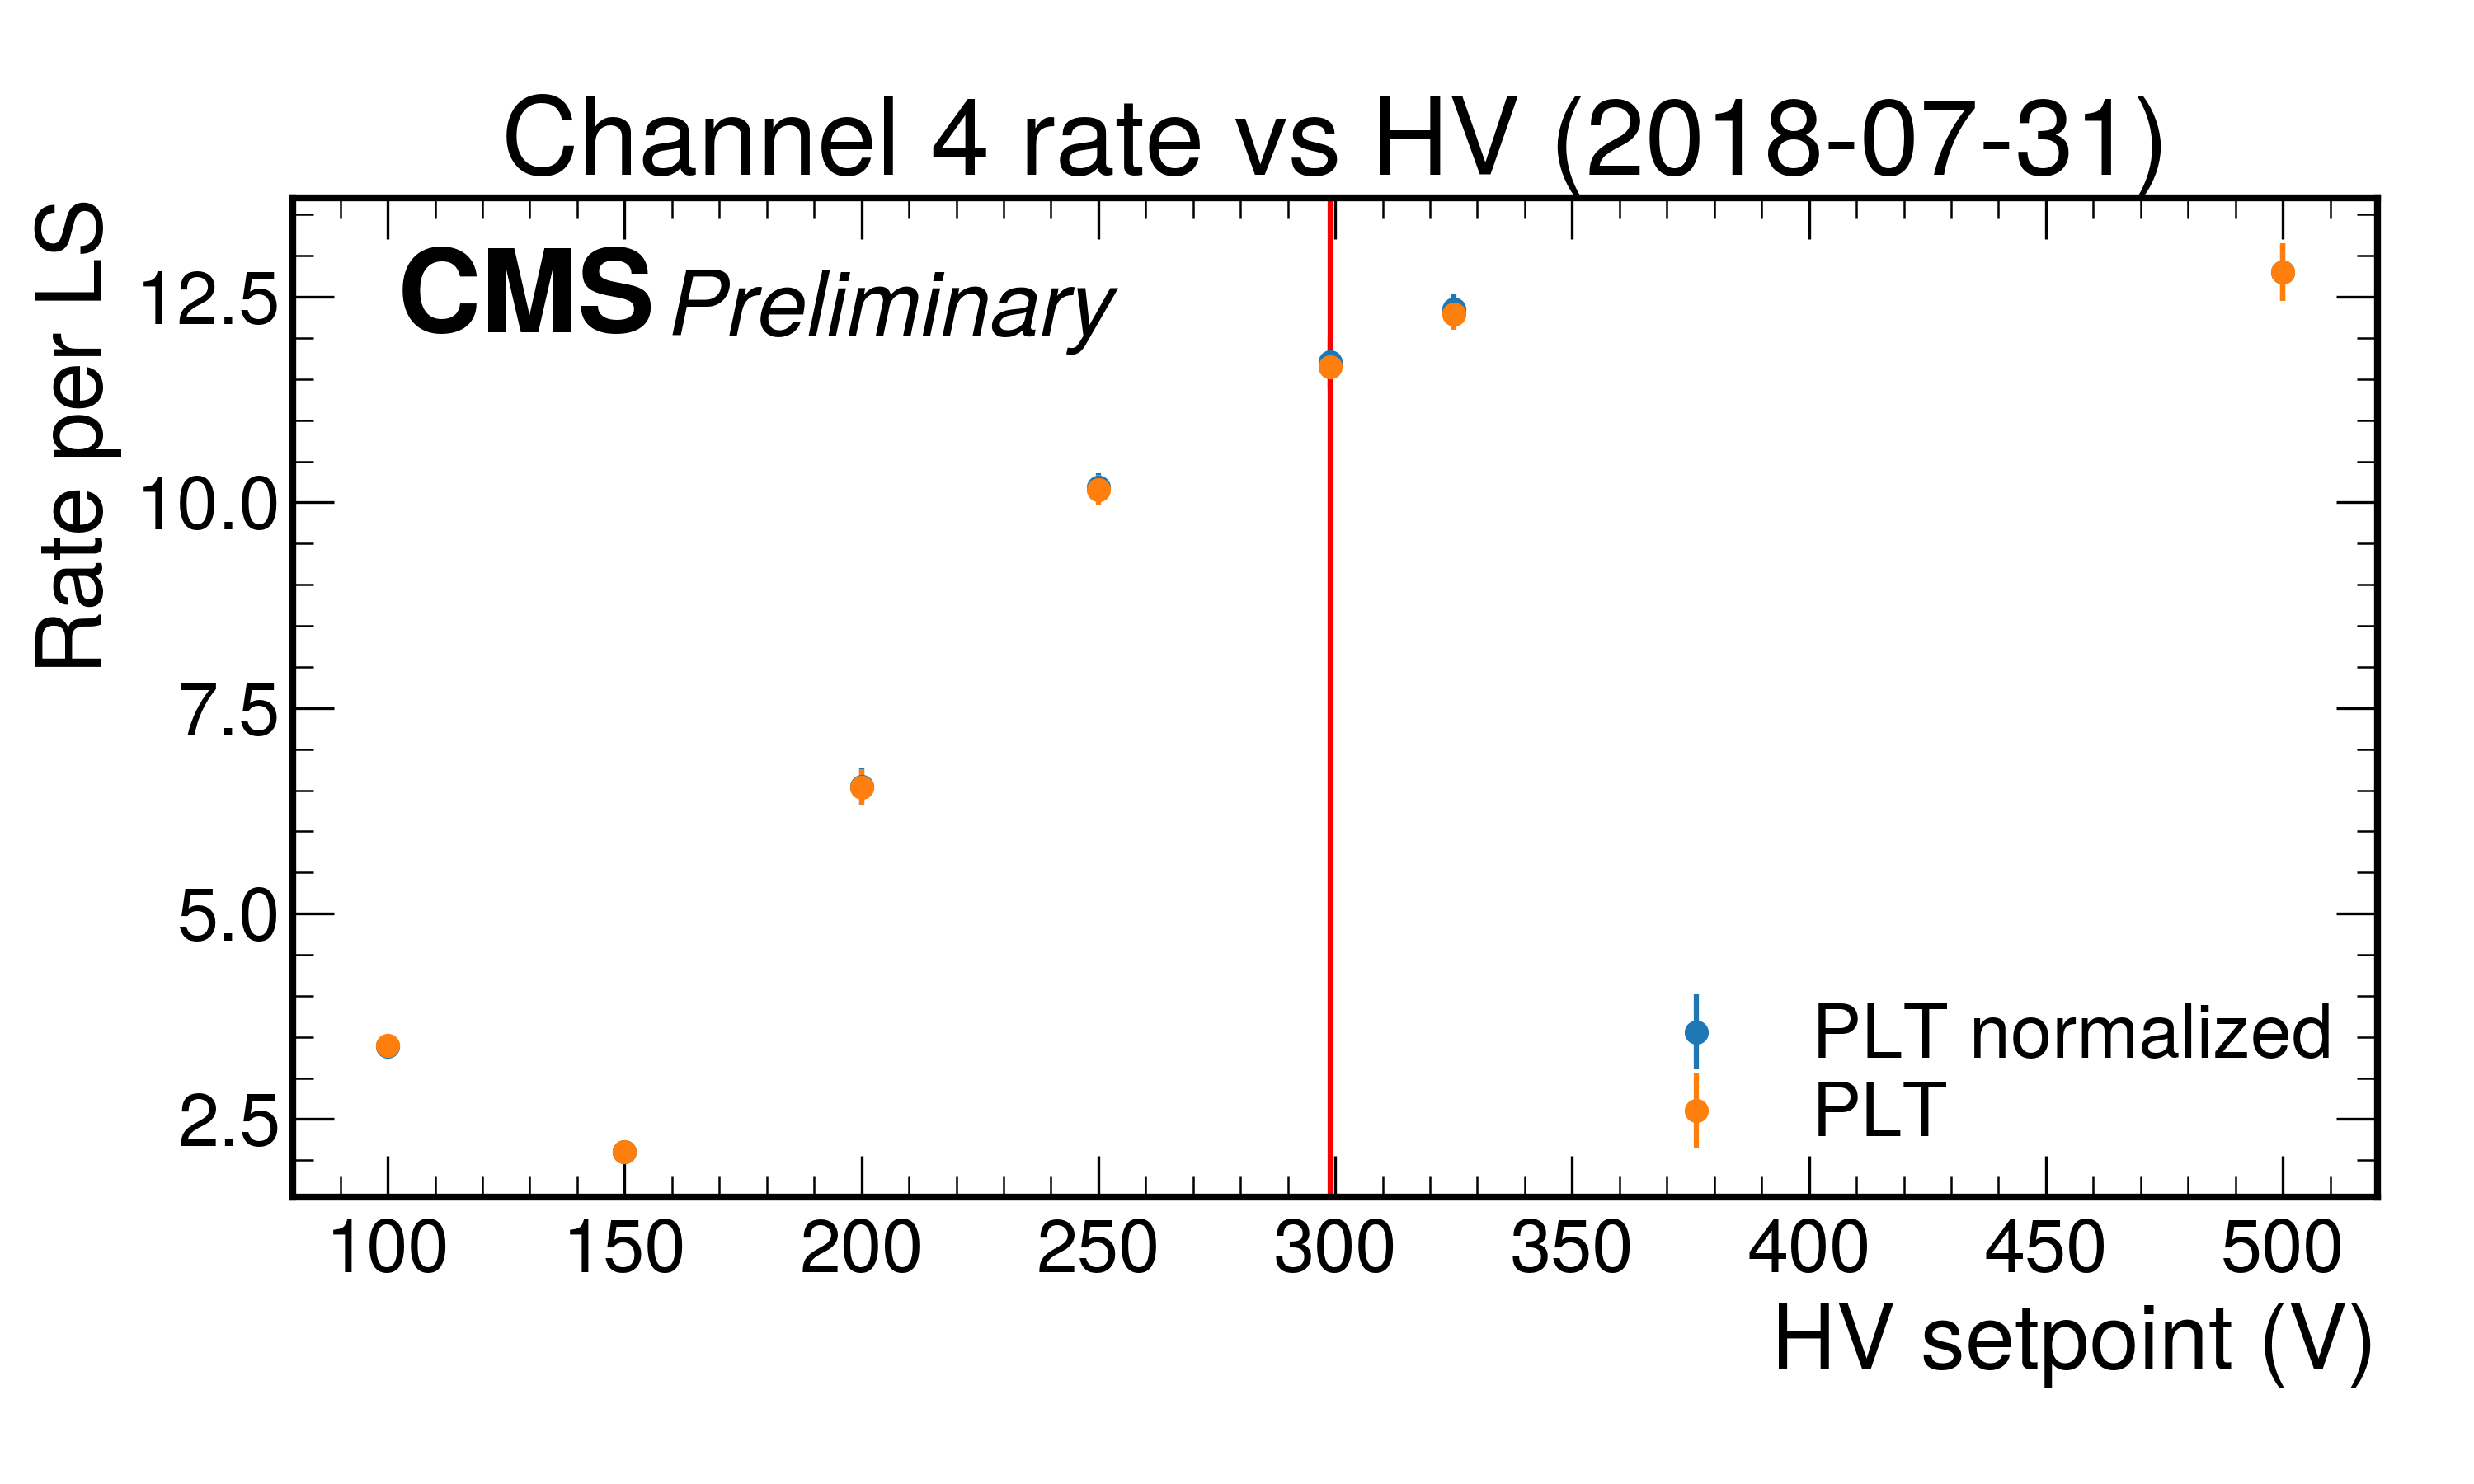 Channel 4 rate vs HV (2018-07-31)
CMS Preliminary
Rate per LS
12.5
10.0
7.5
5.0
2.5
PLT normalized
PLT
100 150 200 250 300 350 400 450 500
HV setpoint (V)